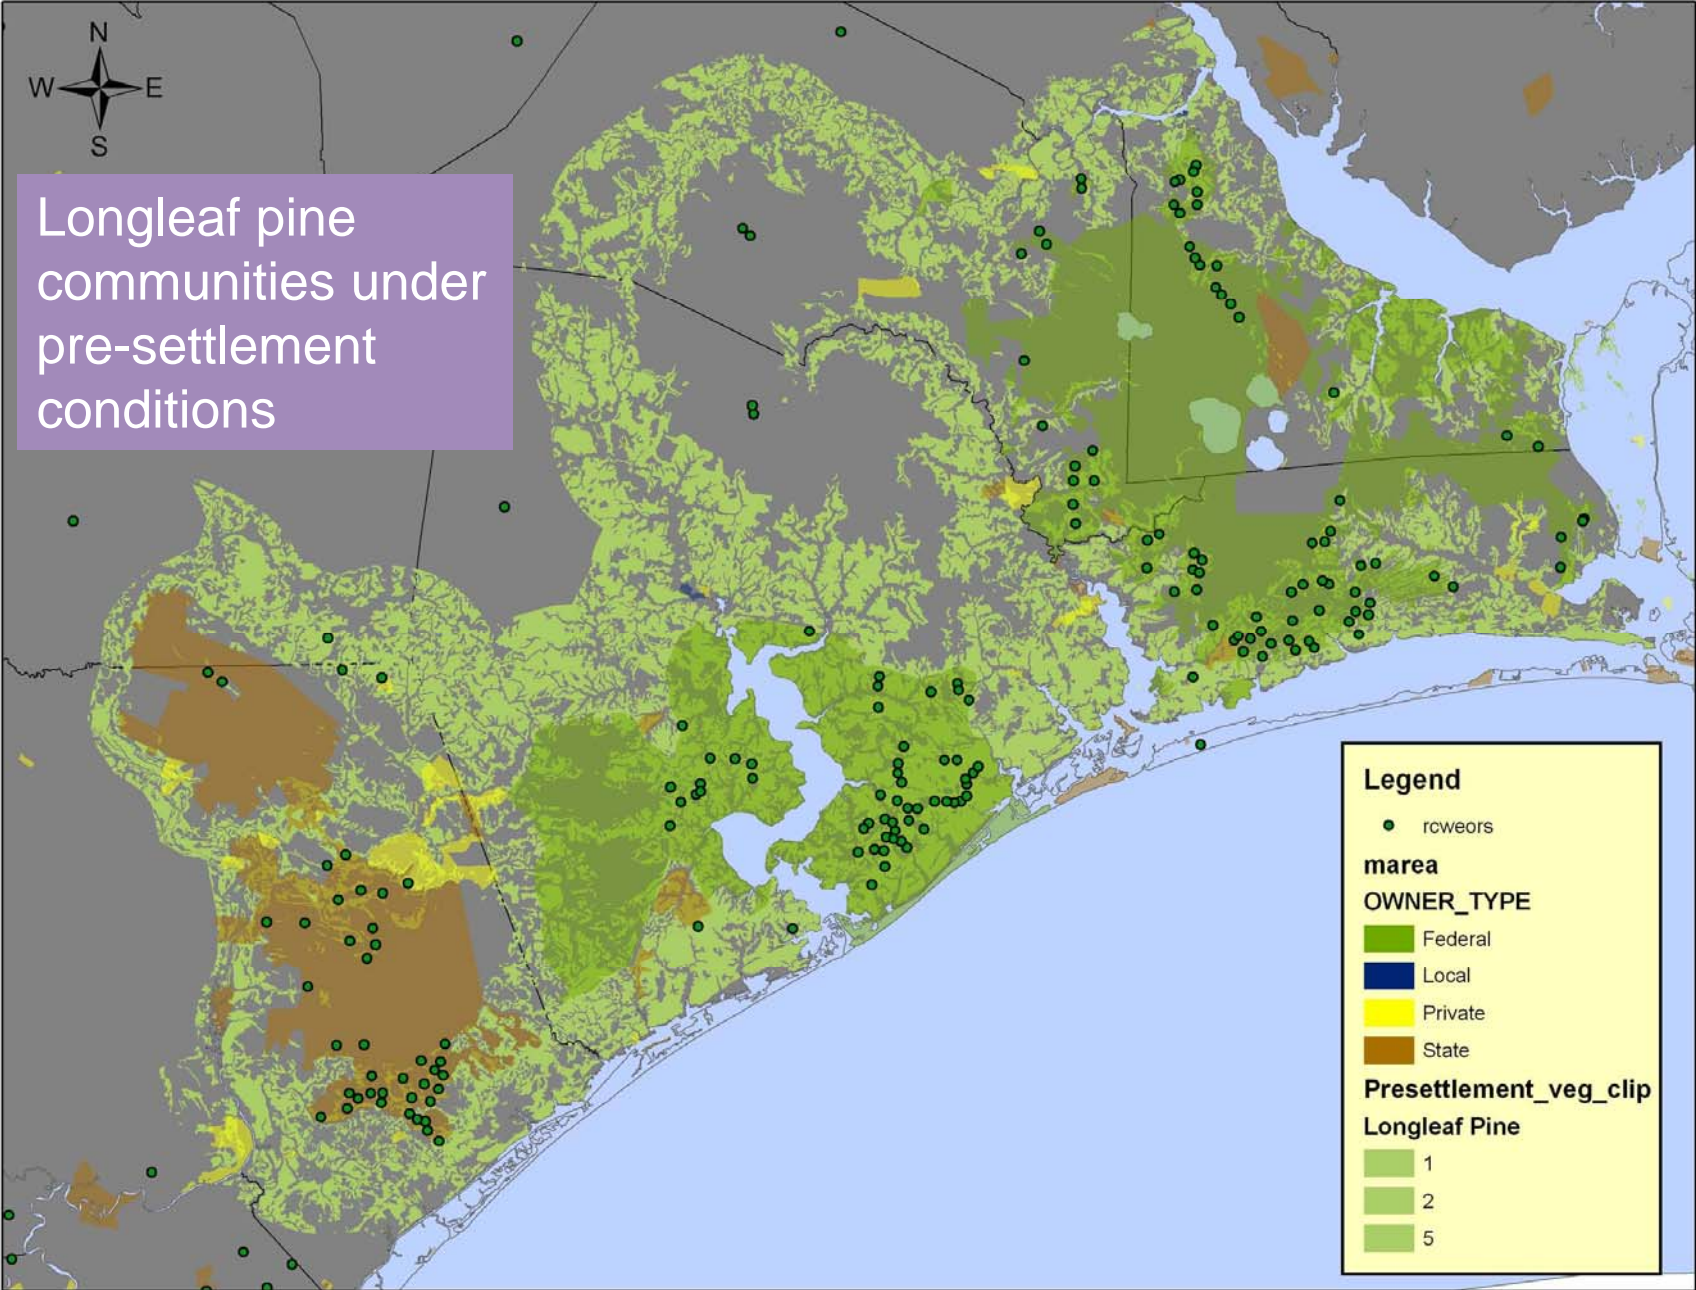 N
W E
S
Longleaf pine
communities under
pre-settlement
conditions
Legend
rcweors
marea
OWNER_TYPE
Federal
Local
Private
State
Presettlement_veg_clip
Longleaf Pine
1
2
5